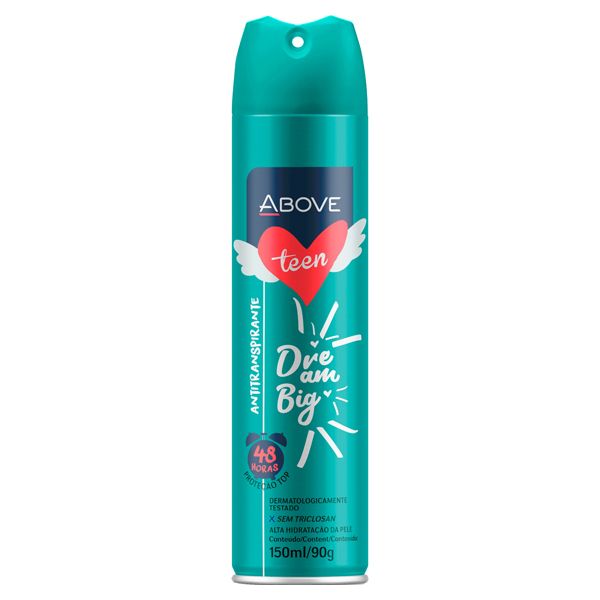 ABOVE
teen
ANTITRANSPIRANTE
Dre
am
Big
48
HORAS
PROTEÇÃO TOP
DERMATOLOGICAMENTE
TESTADO
X SEM TRICLOSAN
ALTA HIDRATAÇÃO DA PELE
Conteúdo/Content/Contenido
150ml/90g